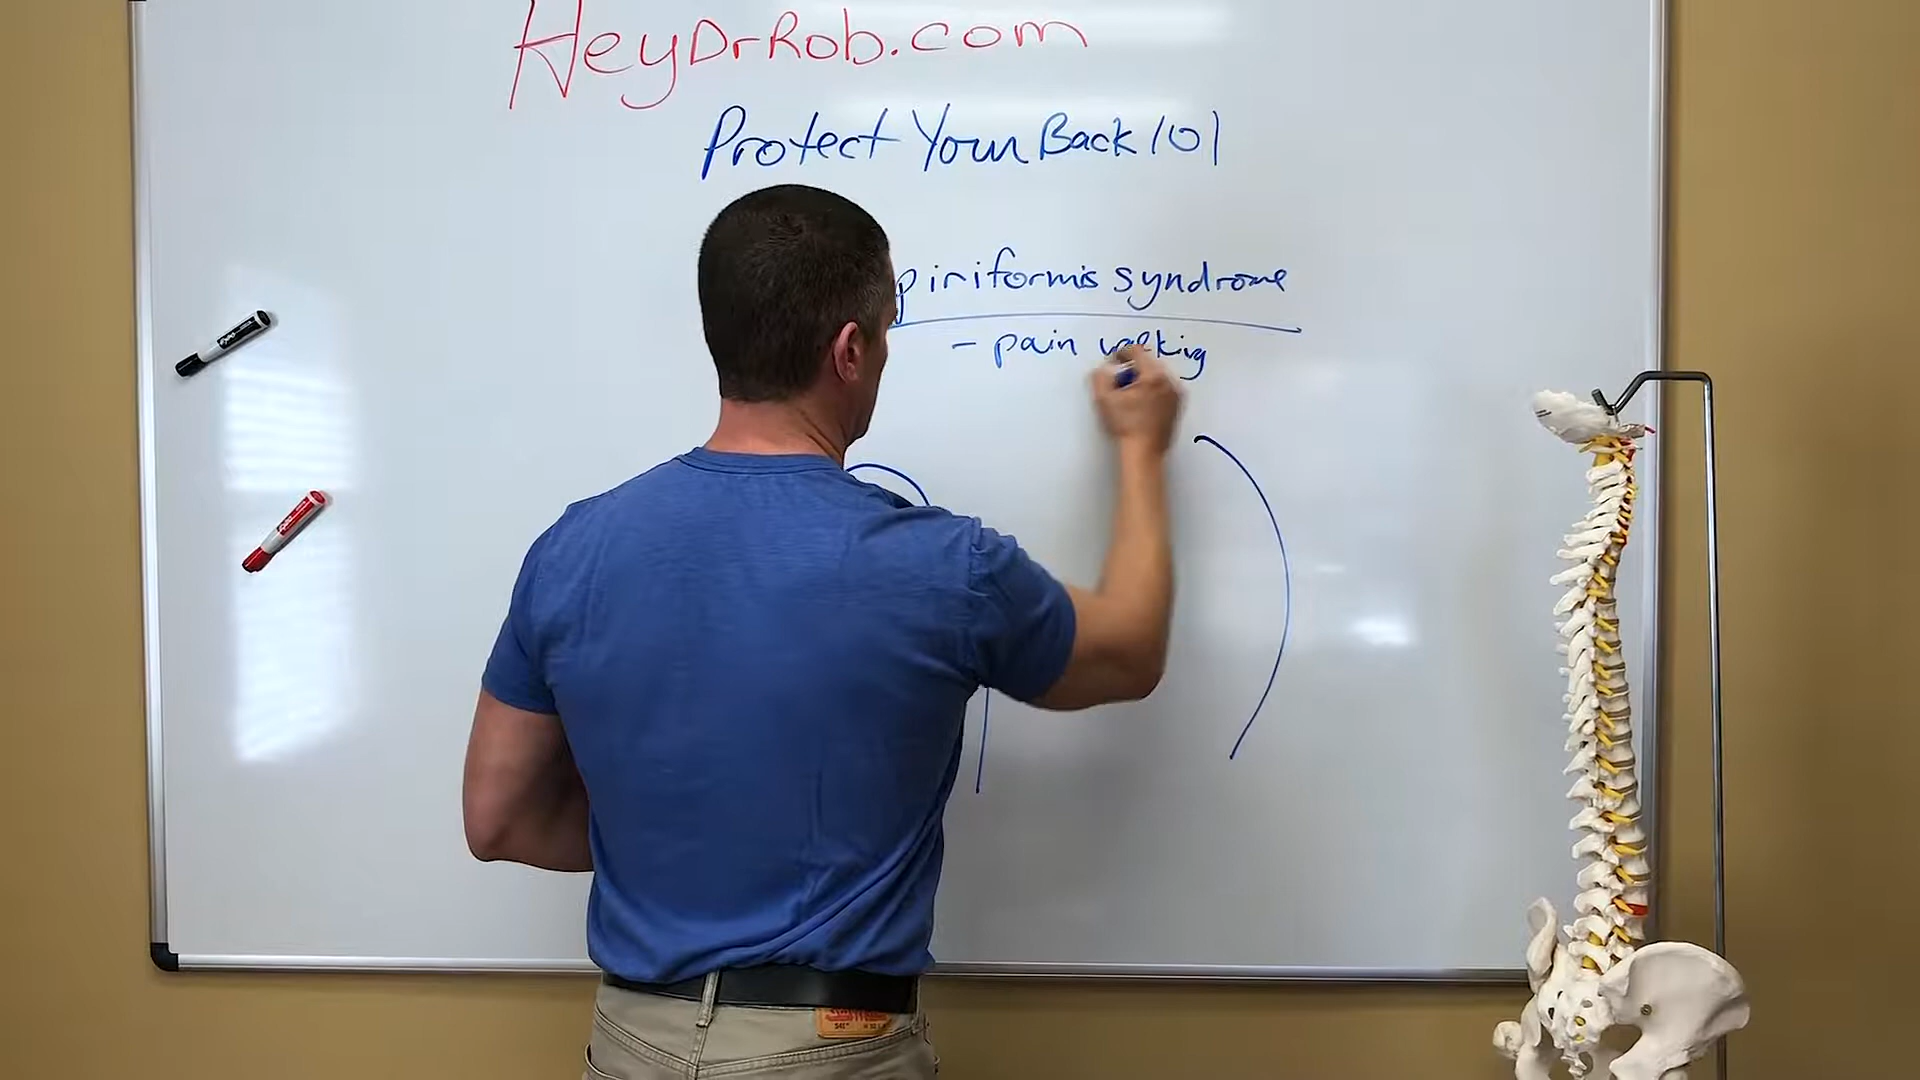 HeyDrRob.com
Protect Your Back 101
piriformis syndrome
- pain walking